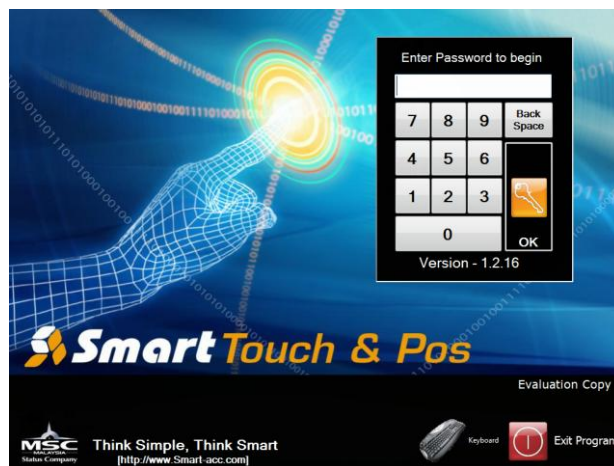 Enter Password to begin
7 8 9 Back Space
4 5 6
1 2 3
0 OK
Version - 1.2.16
Smart Touch & Pos
Evaluation Copy
MSC
MALAYSIA
Status Company
Think Simple, Think Smart
[http://www.Smart-acc.com]
Keyboard
Exit Program